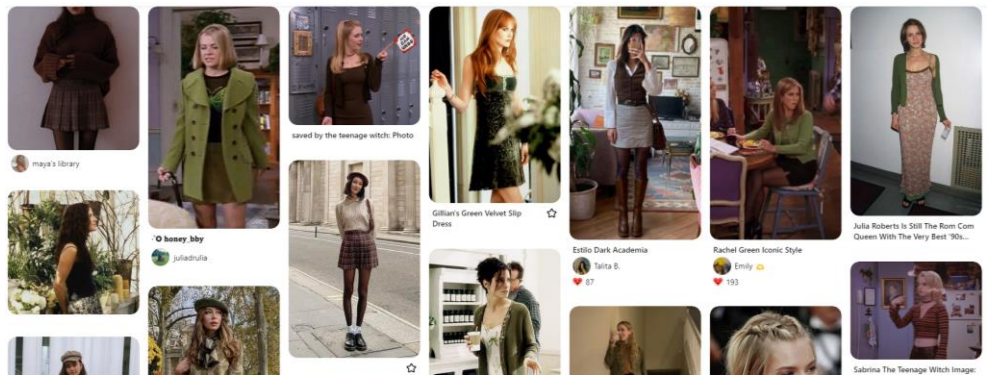 maya's library
·'O honey_bby
juliadrulia
saved by the teenage witch: Photo
Gillian's Green Velvet Slip
Dress
Estilo Dark Academia
Talita B.
87
Rachel Green Iconic Style
Emily
193
Julia Roberts Is Still The Rom Com
Queen With The Very Best '90s...
Sabrina The Teenage Witch Image: